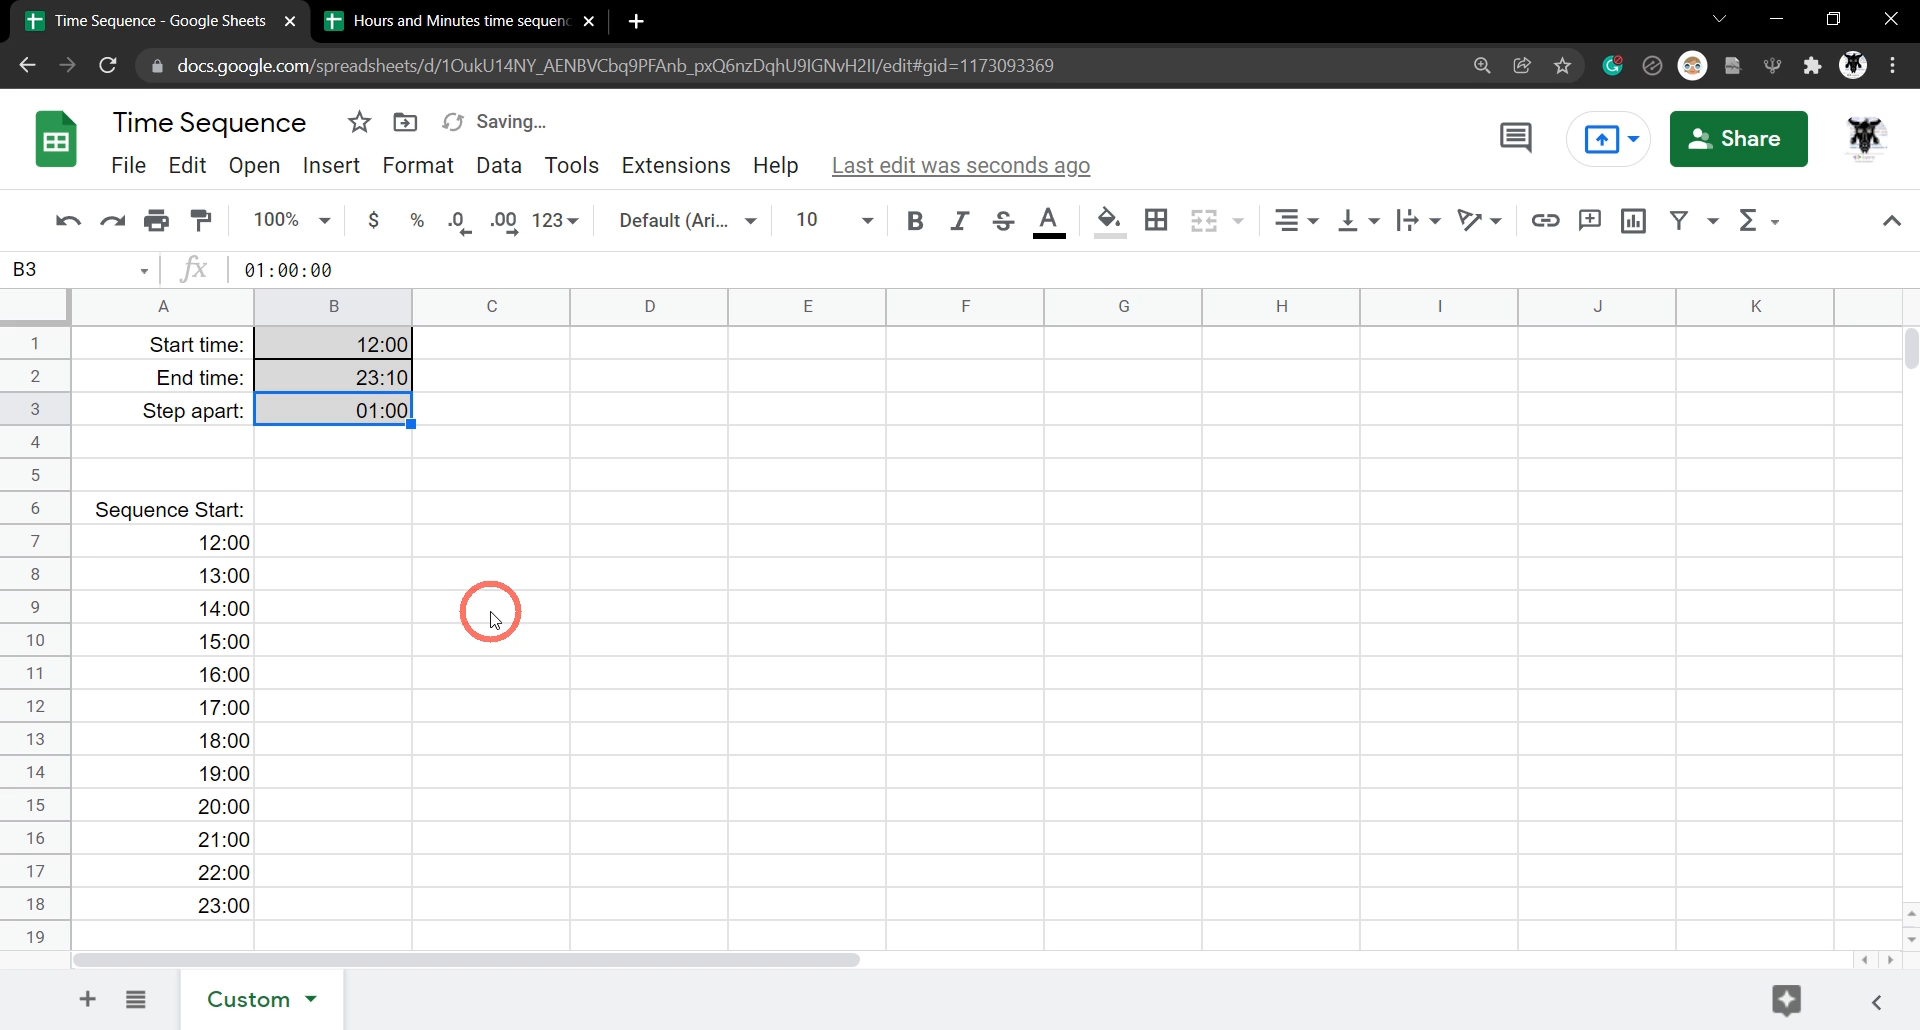 Time Sequence - Google Sheets
Hours and Minutes time sequenc
docs.google.com/spreadsheets/d/1OukU14NY_AENBVCbq9PFAnb_pxQ6nzDqhU9IGNvH2II/edit#gid=1173093369
Time Sequence Saving...
Share
File Edit Open Insert Format Data Tools Extensions Help Last edit was seconds ago
100% $ % .0 .00 123 Default (Ari... 10 B I S A
B3 fx 01:00:00
A B C D E F G H I J K
1 Start time: 12:00
2 End time: 23:10
3 Step apart: 01:00
4
5
6 Sequence Start:
7 12:00
8 13:00
9 14:00
10 15:00
11 16:00
12 17:00
13 18:00
14 19:00
15 20:00
16 21:00
17 22:00
18 23:00
19
Custom